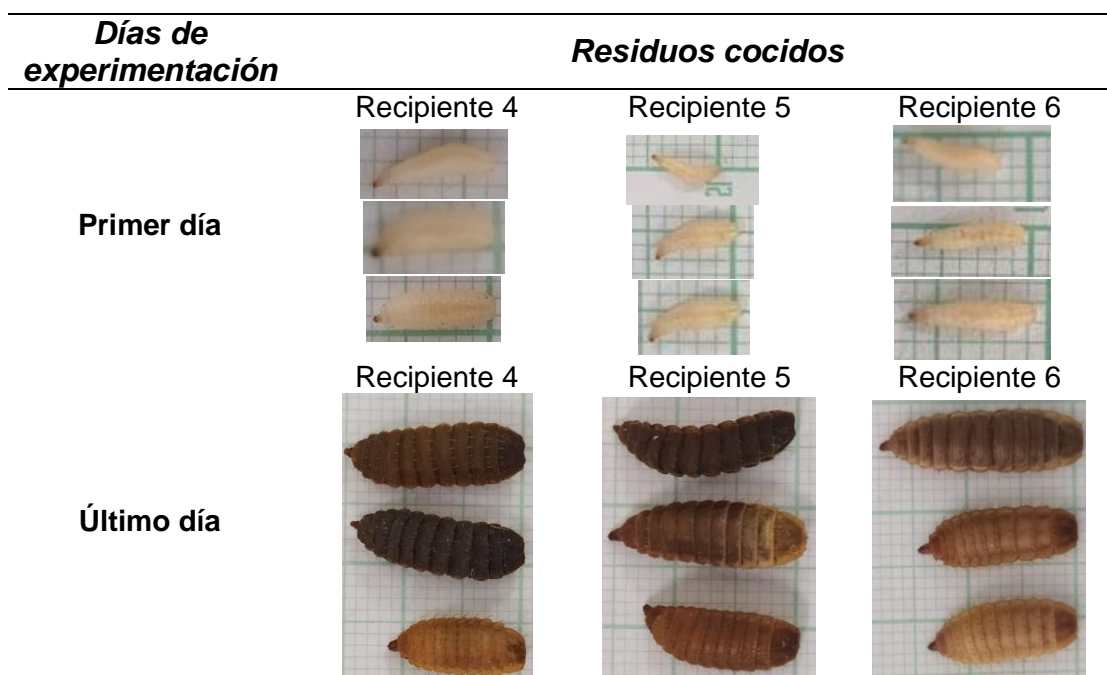 Días de
experimentación
Residuos cocidos
Recipiente 4 Recipiente 5 Recipiente 6
Primer día
Recipiente 4 Recipiente 5 Recipiente 6
Último día